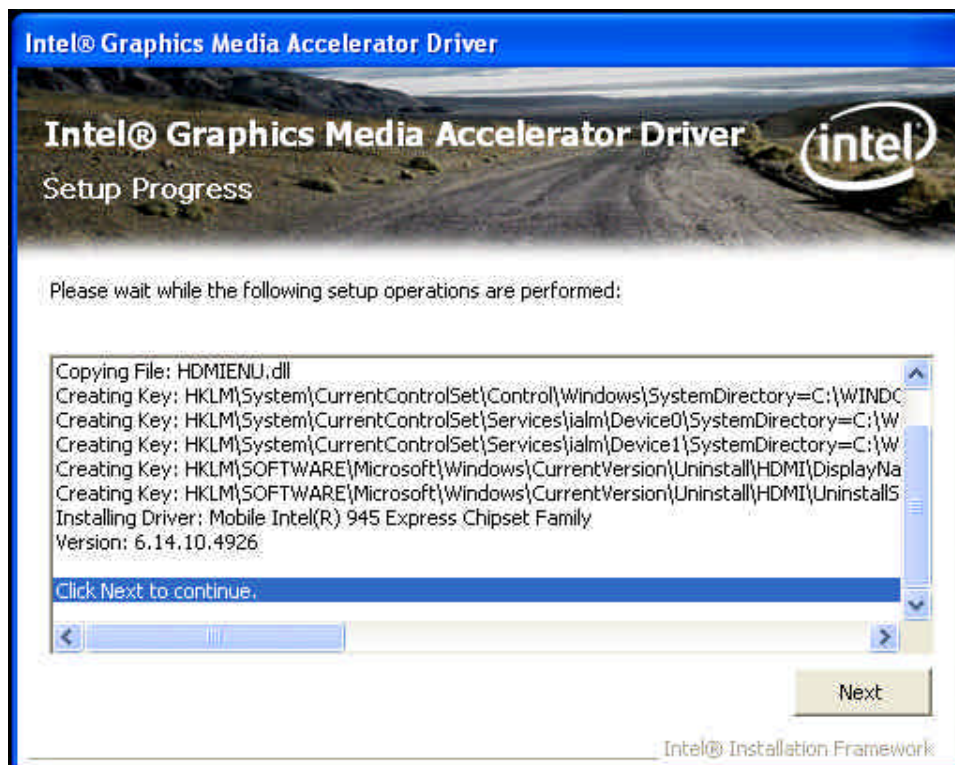 Intel® Graphics Media Accelerator Driver
Intel® Graphics Media Accelerator Driver
intel
Setup Progress
Please wait while the following setup operations are performed:
Copying File: HDMIENU.dll
Creating Key: HKLM\System\CurrentControlSet\Control\Windows\SystemDirectory=C:\WINDO
Creating Key: HKLM\System\CurrentControlSet\Services\ialm\Device0\SystemDirectory=C:\W
Creating Key: HKLM\System\CurrentControlSet\Services\ialm\Device1\SystemDirectory=C:\W
Creating Key: HKLM\SOFTWARE\Microsoft\Windows\CurrentVersion\Uninstall\HDMI\DisplayNa
Creating Key: HKLM\SOFTWARE\Microsoft\Windows\CurrentVersion\Uninstall\HDMI\UninstallS
Installing Driver: Mobile Intel(R) 945 Express Chipset Family
Version: 6.14.10.4926
Click Next to continue.
Next
Intel® Installation Framework